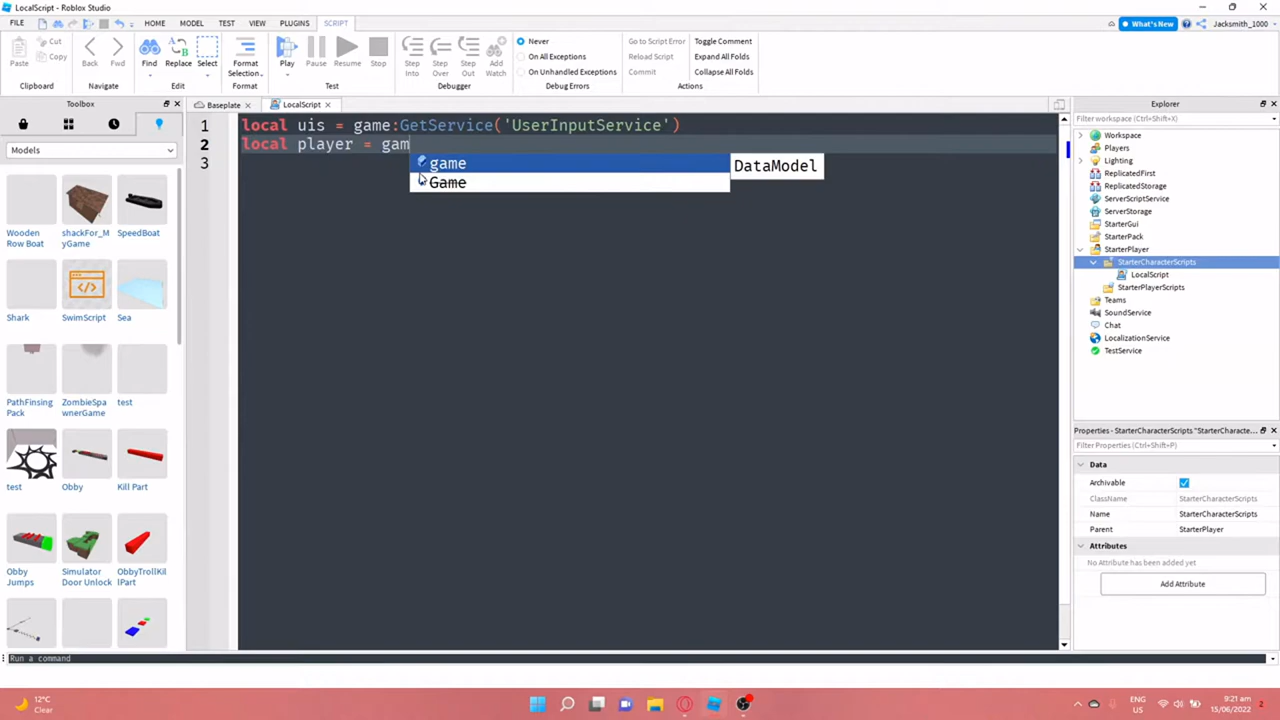 LocalScript - Roblox Studio
FILE
HOME
MODEL
TEST
VIEW
PLUGINS
SCRIPT
What's New
Jacksmith_1000
Paste
Cut
Copy
Clipboard
Back
Fwd
Navigate
Find
Replace
Select
Edit
Format
Selection
Format
Play
Pause
Resume
Stop
Test
Step
Into
Step
Over
Step
Out
Add
Watch
Debugger
Never
On All Exceptions
On Unhandled Exceptions
Debug Errors
Go to Script Error
Reload Script
Commit
Toggle Comment
Expand All Folds
Collapse All Folds
Actions
Toolbox
Models
Wooden
Row Boat
shackFor_M
yGame
SpeedBoat
Shark
SwimScript
Sea
PathFinsing
Pack
ZombieSpa
wnerGame
test
test
Obby
Kill Part
Obby
Jumps
Simulator
Door Unlock
ObbyTrollKi
llPart
Baseplate
LocalScript
1 local uis = game:GetService('UserInputService')
2 local player = gam
3
game
Game
DataModel
Explorer
Filter workspace (Ctrl+Shift+X)
Workspace
Players
Lighting
ReplicatedFirst
ReplicatedStorage
ServerScriptService
ServerStorage
StarterGui
StarterPack
StarterPlayer
StarterCharacterScripts
LocalScript
StarterPlayerScripts
Teams
SoundService
Chat
LocalizationService
TestService
Properties - StarterCharacterScripts "StarterCharacte...
Filter Properties (Ctrl+Shift+P)
Data
Archivable
ClassName StarterCharacterScripts
Name StarterCharacterScripts
Parent StarterPlayer
Attributes
No Attribute has been added yet
Add Attribute
Run a command
12°C
Clear
ENG
US
9:21 am
15/06/2022
2